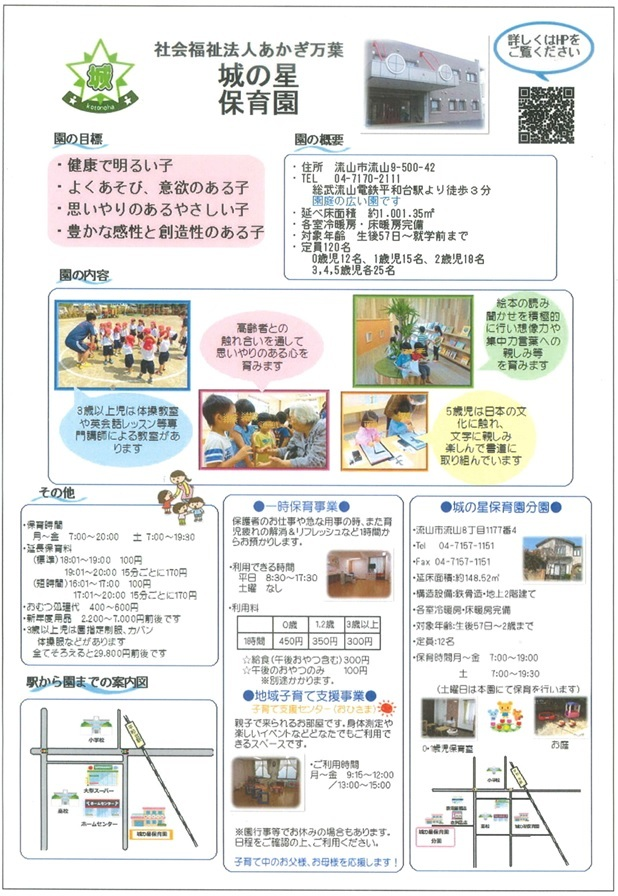 社会福祉法人あかぎ万葉
城の星
保育園
城
詳しくはHPを
ご覧ください
園の目標
・健康で明るい子
・よくあそび、意欲のある子
・思いやりのあるやさしい子
・豊かな感性と創造性のある子
園の概要
・住所 流山市流山9-500-42
・TEL 04-7170-2111
総武流山電鉄平和台駅より徒歩３分
園庭の広い園です
・延べ床面積 約1.001.35㎡
・各室冷暖房・床暖房完備
・対象年齢 生後57日～就学前まで
・定員120名
0歳児12名、1歳児15名、2歳児18名
3,4,5歳児各25名
園の内容
3歳以上児は体操教室
や英会話レッスン等専
門講師による教室があ
ります
高齢者との
触れ合いを通して
思いやりのある心を
育みます
絵本の読み
聞かせを積極的
に行い想像力や
集中力言葉への
親しみ等
を育みます
5歳児は日本の文
化に触れ、
文字に親しみ
楽しんで書道に
取り組んでいます
その他
・保育時間
月～金 7:00～20:00 土 7:00～19:30
・延長保育料
(標準)18:01～19:00 100円
19:01～20:00 15分ごとに170円
(短時間)16:01～17:00 100円
17:01～20:00 15分ごとに170円
・おむつ処理代 400～600円
・新年度用品 2.200～7.000円前後です
・3歳以上児は園指定制服、カバン
体操服などがあります
全てそろえると29.800円前後です
駅から園までの案内図
小学校
大型スーパー
ホームセンター
高校
ホームセンター
城の星保育園
●一時保育事業●
保護者のお仕事や急な用事の時、また育
児疲れの解消＆リフレッシュなど1時間から
お預かりします。
・利用できる時間
平日 8:30～17:30
土曜 なし
・利用料
0歳 1.2歳 3歳以上
1時間 450円 350円 300円
☆給食(午後おやつ含む)300円
☆午後のおやつのみ 100円
※別途かかります。
●地域子育て支援事業●
子育て支援センター(おひさま)
親子で来られるお部屋です。身体測定や
楽しいイベントなどどなたでもご利用で
きるスペースです。
・ご利用時間
月～金 9:15～12:00
/13:00～15:00
※園行事等でお休みの場合もあります。
日程をご確認の上、ご利用ください。
子育て中のお父様、お母様を応援します！
●城の星保育園分園●
・流山市流山8丁目1177番4
・Tel 04-7157-1151
・Fax 04-7157-1151
・延床面積:約148.52㎡
・構造設備:鉄骨造・地上2階建て
・各室冷暖房・床暖房完備
・対象年齢:生後57日～2歳まで
・定員:12名
・保育時間月～金 7:00～19:00
土 7:00～19:30
(土曜日は本園にて保育を行います)
0・1歳児保育室
お庭
小学校
高校
城の星保育園
分園